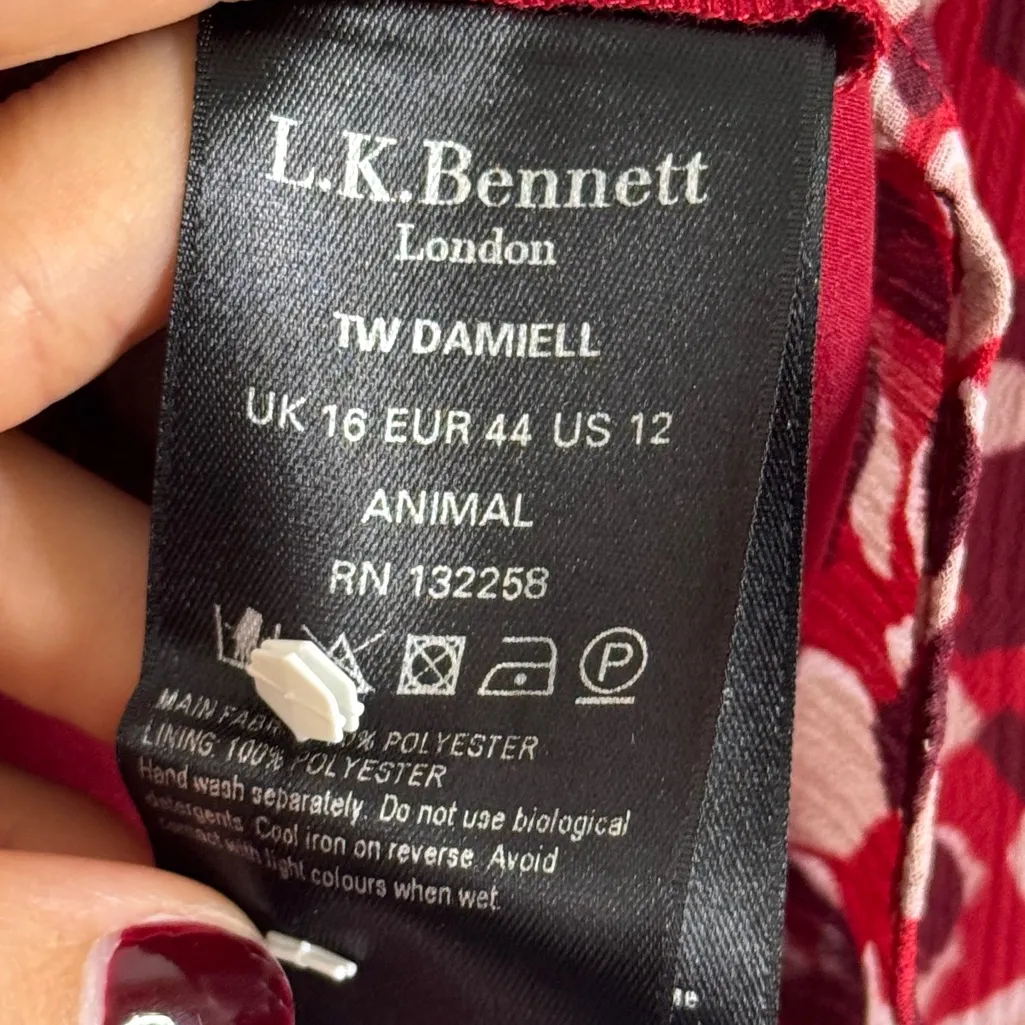 L.K.Bennett
London
TW DAMIELL
UK 16 EUR 44 US 12
ANIMAL
RN 132258
P
MAIN % POLYESTER
LINING 100% POLYESTER
Hand wash separately. Do not use biological
detergents. Cool iron on reverse. Avoid
contact with light colours when wet.